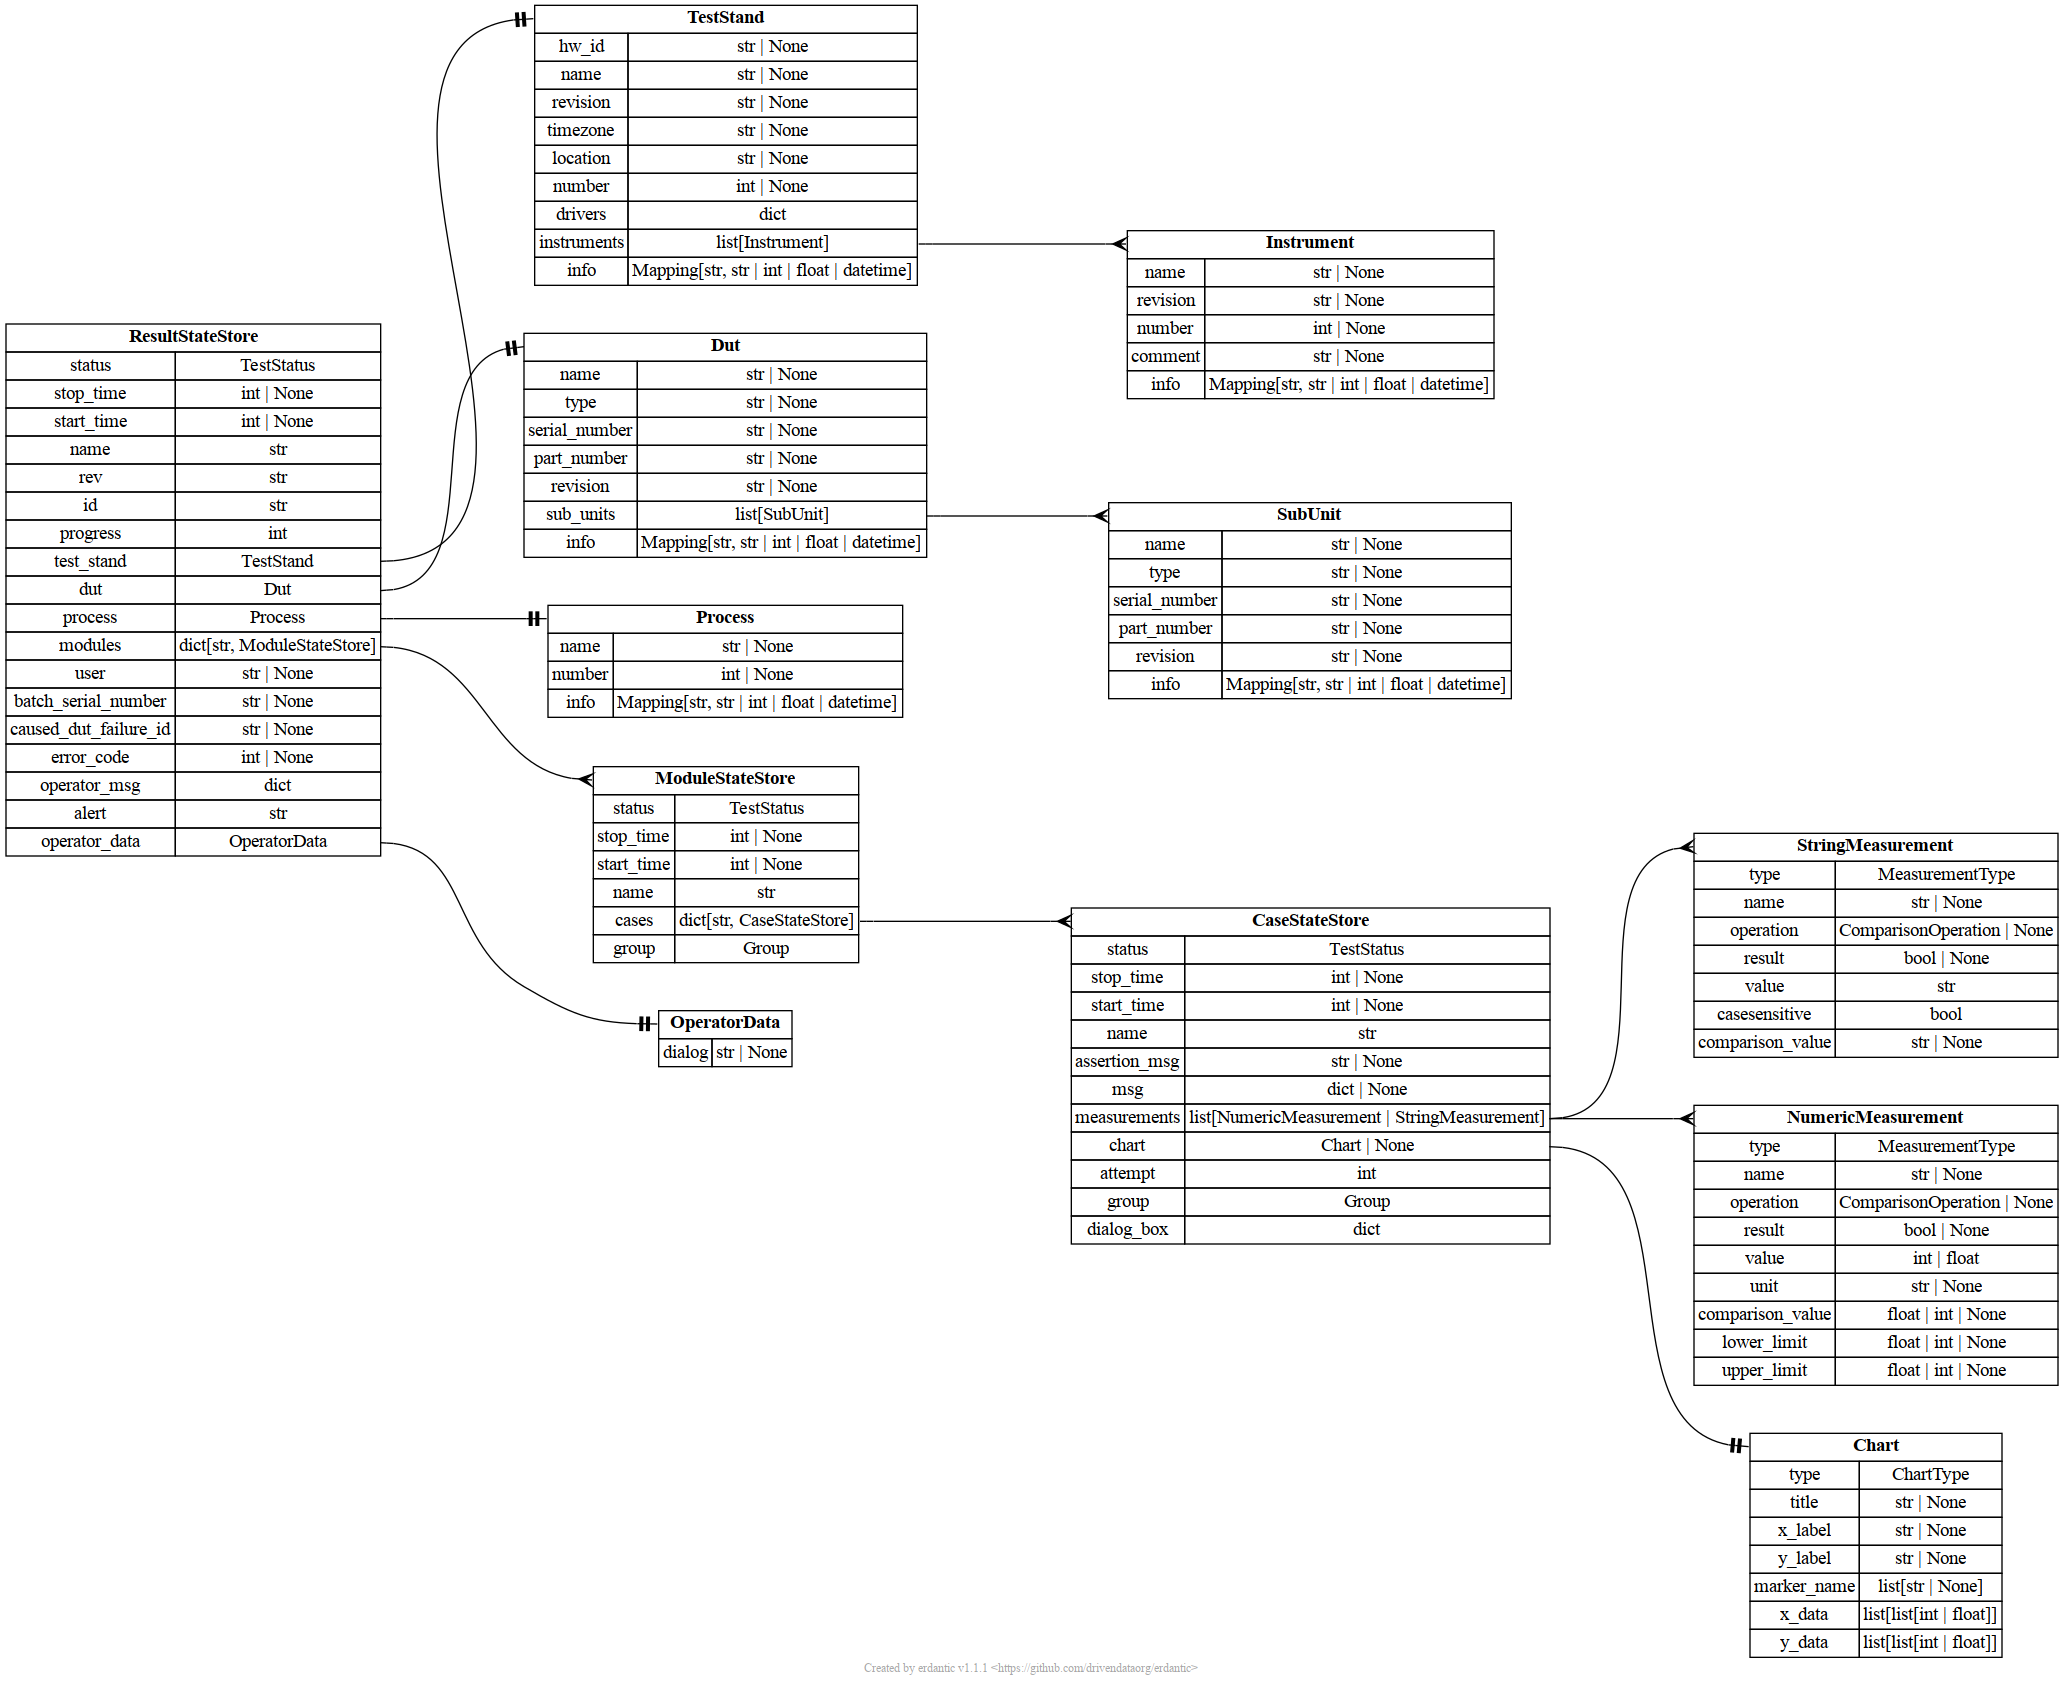 TestStand
hw_id str | None
name str | None
revision str | None
timezone str | None
location str | None
number int | None
drivers dict
instruments list[Instrument]
info Mapping[str, str | int | float | datetime]
Instrument
name str | None
revision str | None
number int | None
comment str | None
info Mapping[str, str | int | float | datetime]
ResultStateStore
status TestStatus
stop_time int | None
start_time int | None
name str
rev str
id str
progress int
test_stand TestStand
dut Dut
process Process
modules dict[str, ModuleStateStore]
user str | None
batch_serial_number str | None
caused_dut_failure_id str | None
error_code int | None
operator_msg dict
alert str
operator_data OperatorData
Dut
name str | None
type str | None
serial_number str | None
part_number str | None
revision str | None
sub_units list[SubUnit]
info Mapping[str, str | int | float | datetime]
SubUnit
name str | None
type str | None
serial_number str | None
part_number str | None
revision str | None
info Mapping[str, str | int | float | datetime]
Process
name str | None
number int | None
info Mapping[str, str | int | float | datetime]
ModuleStateStore
status TestStatus
stop_time int | None
start_time int | None
name str
cases dict[str, CaseStateStore]
group Group
OperatorData
dialog str | None
CaseStateStore
status TestStatus
stop_time int | None
start_time int | None
name str
assertion_msg str | None
msg dict | None
measurements list[NumericMeasurement | StringMeasurement]
chart Chart | None
attempt int
group Group
dialog_box dict
StringMeasurement
type MeasurementType
name str | None
operation ComparisonOperation | None
result bool | None
value str
casesensitive bool
comparison_value str | None
NumericMeasurement
type MeasurementType
name str | None
operation ComparisonOperation | None
result bool | None
value int | float
unit str | None
comparison_value float | int | None
lower_limit float | int | None
upper_limit float | int | None
Chart
type ChartType
title str | None
x_label str | None
y_label str | None
marker_name list[str | None]
x_data list[list[int | float]]
y_data list[list[int | float]]
Created by erdantic v1.1.1 <https://github.com/drivendataorg/erdantic>